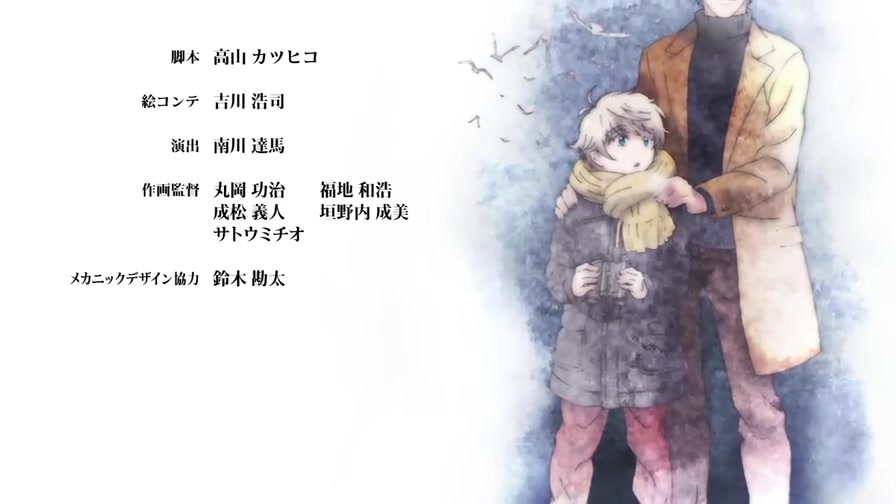 脚本 高山 カツヒコ
絵コンテ 吉川 浩司
演出 南川 達馬
作画監督 丸岡 功治 福地 和浩
成松 義人 垣野内 成美
サトウミチオ
メカニックデザイン協力 鈴木 勘太